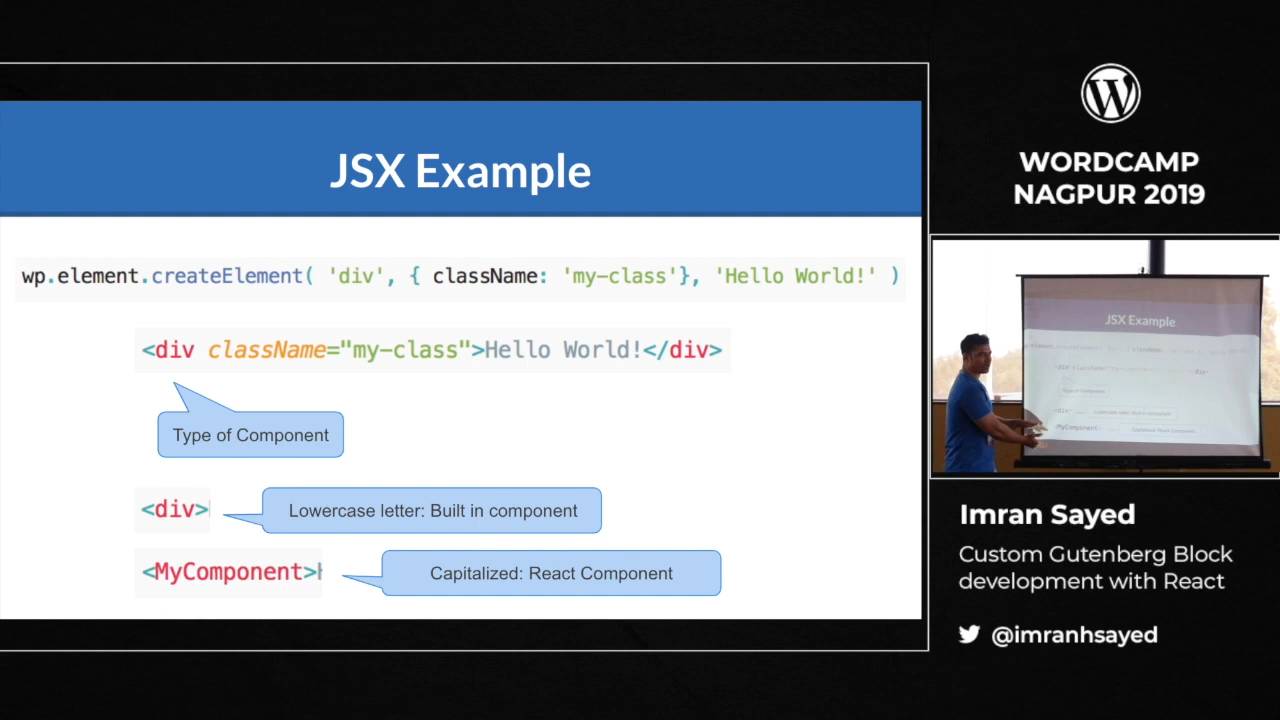 JSX Example
wp.element.createElement( 'div', { className: 'my-class'}, 'Hello World!' )
<div className="my-class">Hello World!</div>
Type of Component
<div>
Lowercase letter: Built in component
<MyComponent>
Capitalized: React Component
WORDCAMP
NAGPUR 2019
JSX Example
Imran Sayed
Custom Gutenberg Block
development with React
@imranhsayed